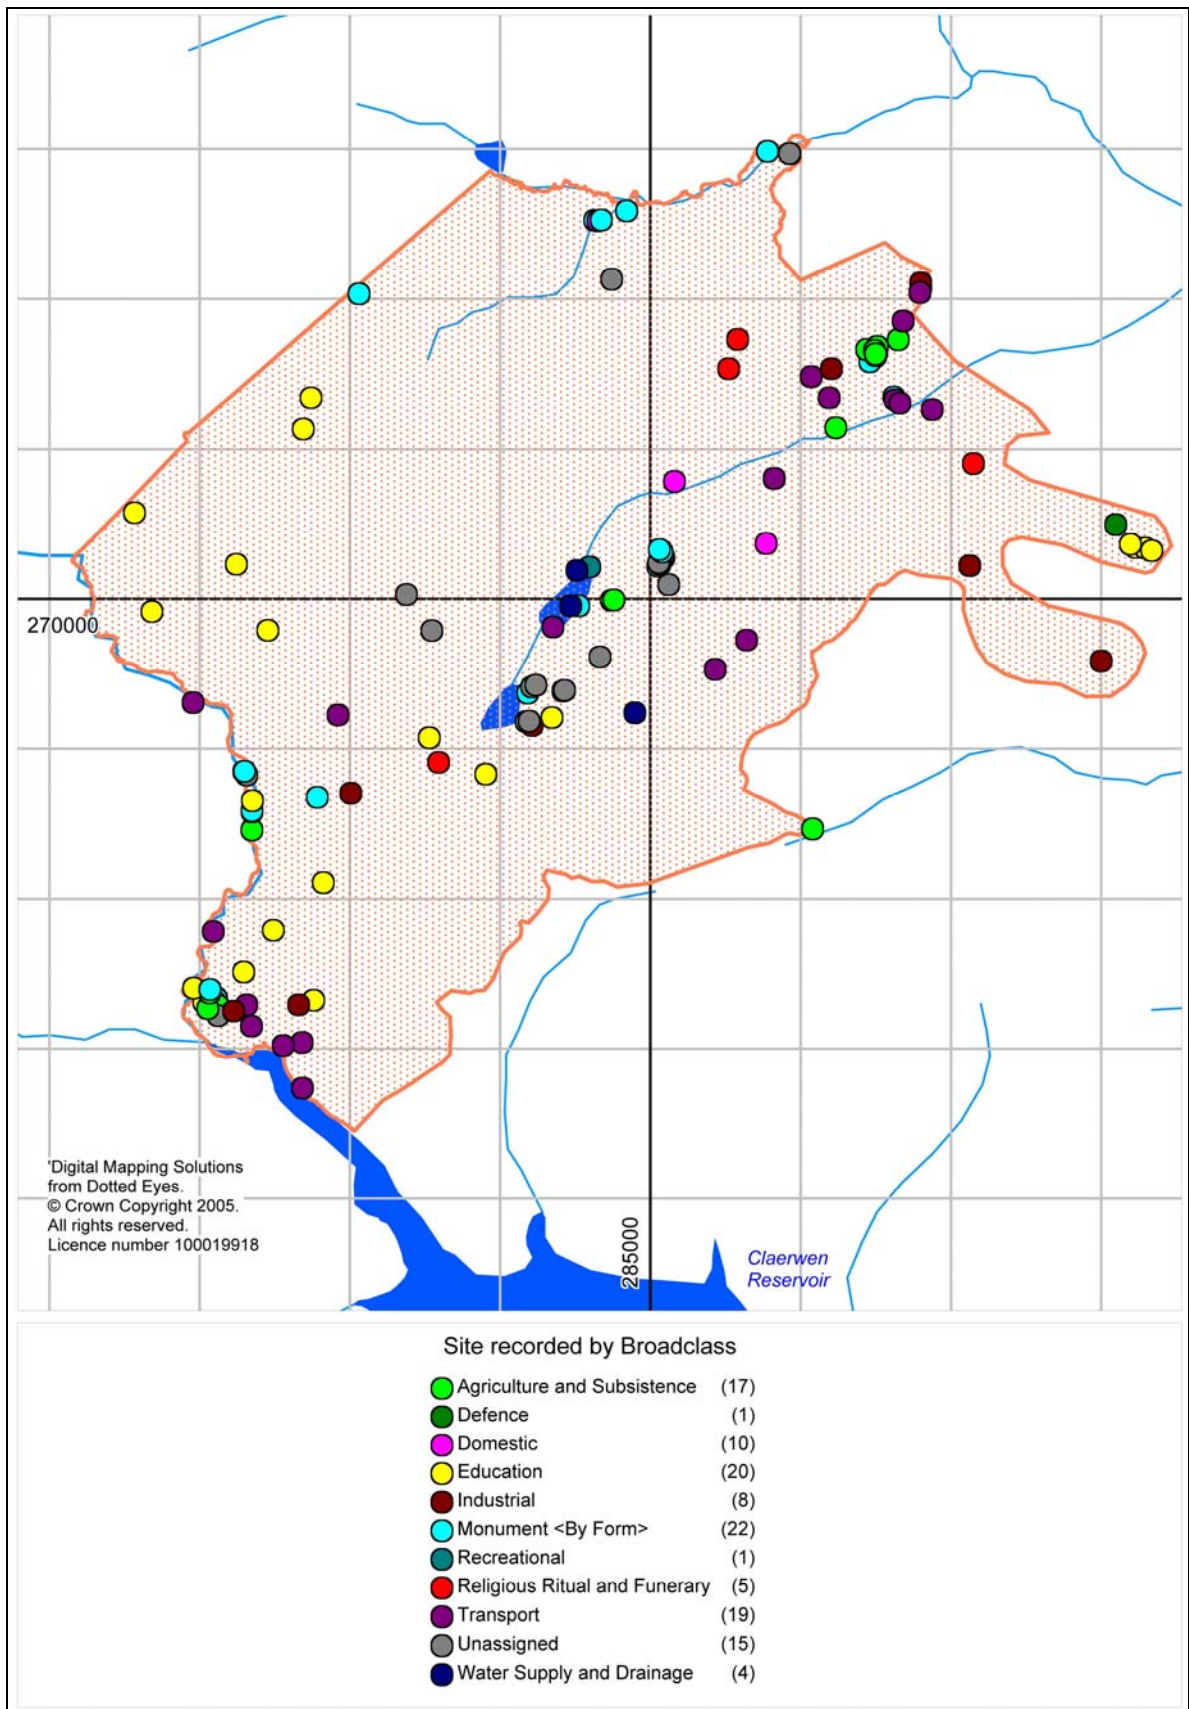 270000
'Digital Mapping Solutions
from Dotted Eyes.
© Crown Copyright 2005.
All rights reserved.
Licence number 100019918
285000
Claerwen
Reservoir
Site recorded by Broadclass
Agriculture and Subsistence (17)
Defence (1)
Domestic (10)
Education (20)
Industrial (8)
Monument <By Form> (22)
Recreational (1)
Religious Ritual and Funerary (5)
Transport (19)
Unassigned (15)
Water Supply and Drainage (4)